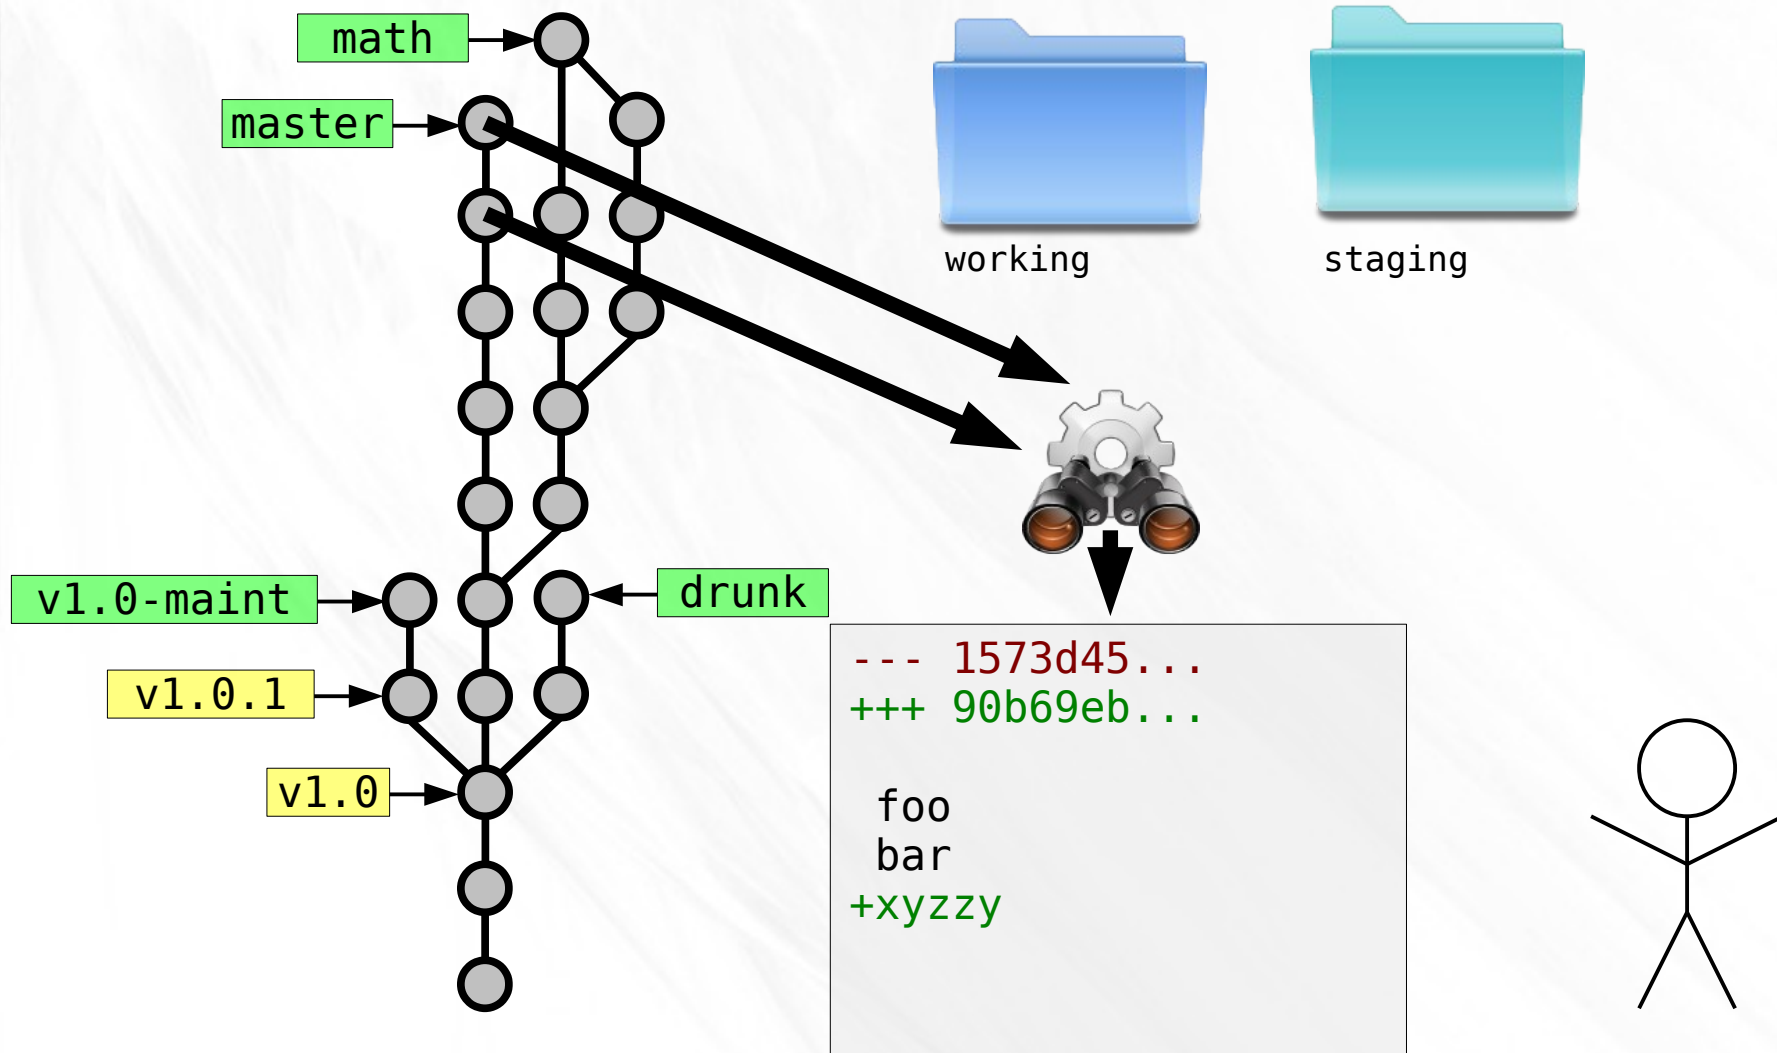 math
master
working
staging
v1.0-maint
drunk
v1.0.1
v1.0
--- 1573d45...
+++ 90b69eb...
foo
bar
+xyzzy